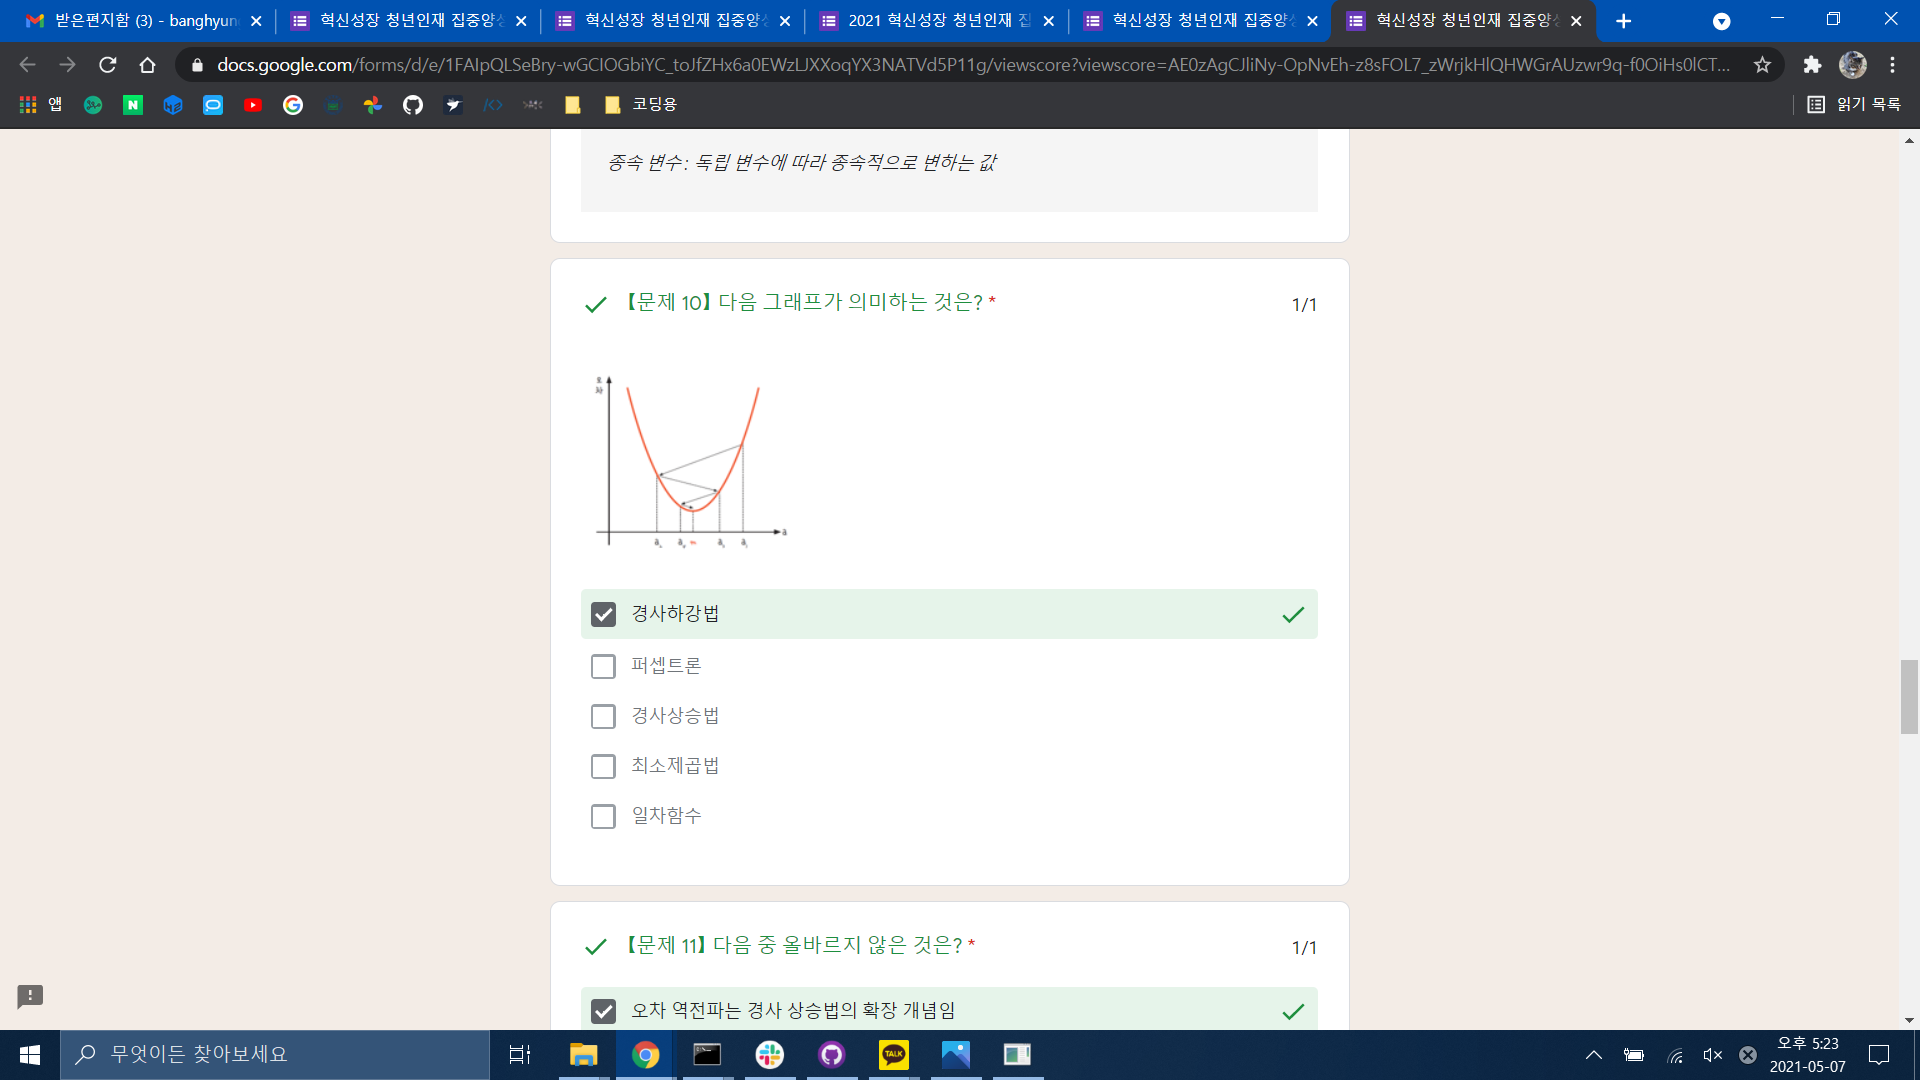 받은편지함 (3) - banghyun
혁신성장 청년인재 집중양성
혁신성장 청년인재 집중양성
2021 혁신성장 청년인재 집
혁신성장 청년인재 집중양성
혁신성장 청년인재 집중양성
docs.google.com/forms/d/e/1FAIpQLSeBry-wGCIOGbiYC_toJfZHx6a0EWzLJXXoqYX3NATVd5P11g/viewscore?viewscore=AE0zAgCJliNy-OpNvEh-z8sFOL7_zWrjkHlQHWGrAUzwr9q-f0OiHs0lCT...
앱
코딩용
읽기 목록
종속 변수 : 독립 변수에 따라 종속적으로 변하는 값
【문제 10】 다음 그래프가 의미하는 것은? *
1/1
오차
a
m
경사하강법
퍼셉트론
경사상승법
최소제곱법
일차함수
【문제 11】 다음 중 올바르지 않은 것은? *
1/1
오차 역전파는 경사 상승법의 확장 개념임
무엇이든 찾아보세요
TALK
오후 5:23
2021-05-07